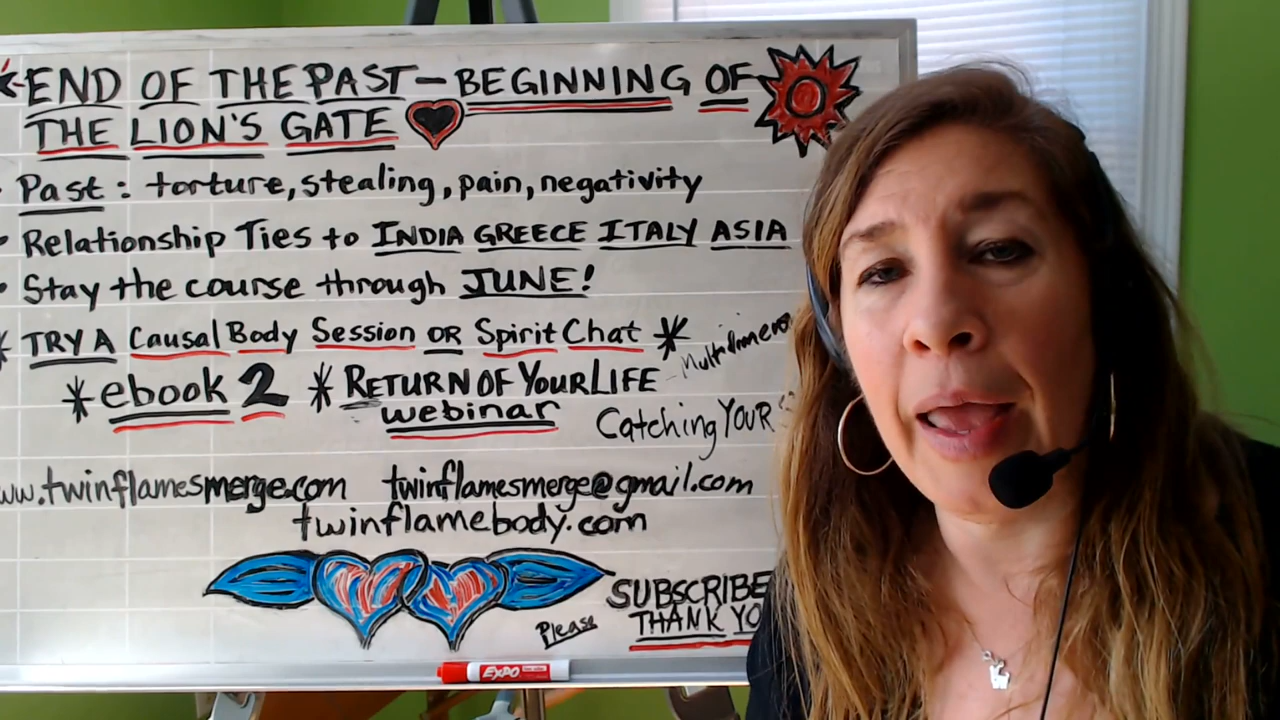 END OF THE PAST — BEGINNING OF
THE LION'S GATE
Past: torture, stealing, pain, negativity
Relationship Ties to INDIA GREECE ITALY ASIA
Stay the course through JUNE!
* TRY A Causal Body Session OR Spirit Chat *
* ebook 2 * RETURN OF YOUR LIFE
webinar
Catching YOUR
www.twinflamesmerge.com twinflamesmerge@gmail.com
twinflamebody.com
SUBSCRIBE
Please THANK YO
EXPO